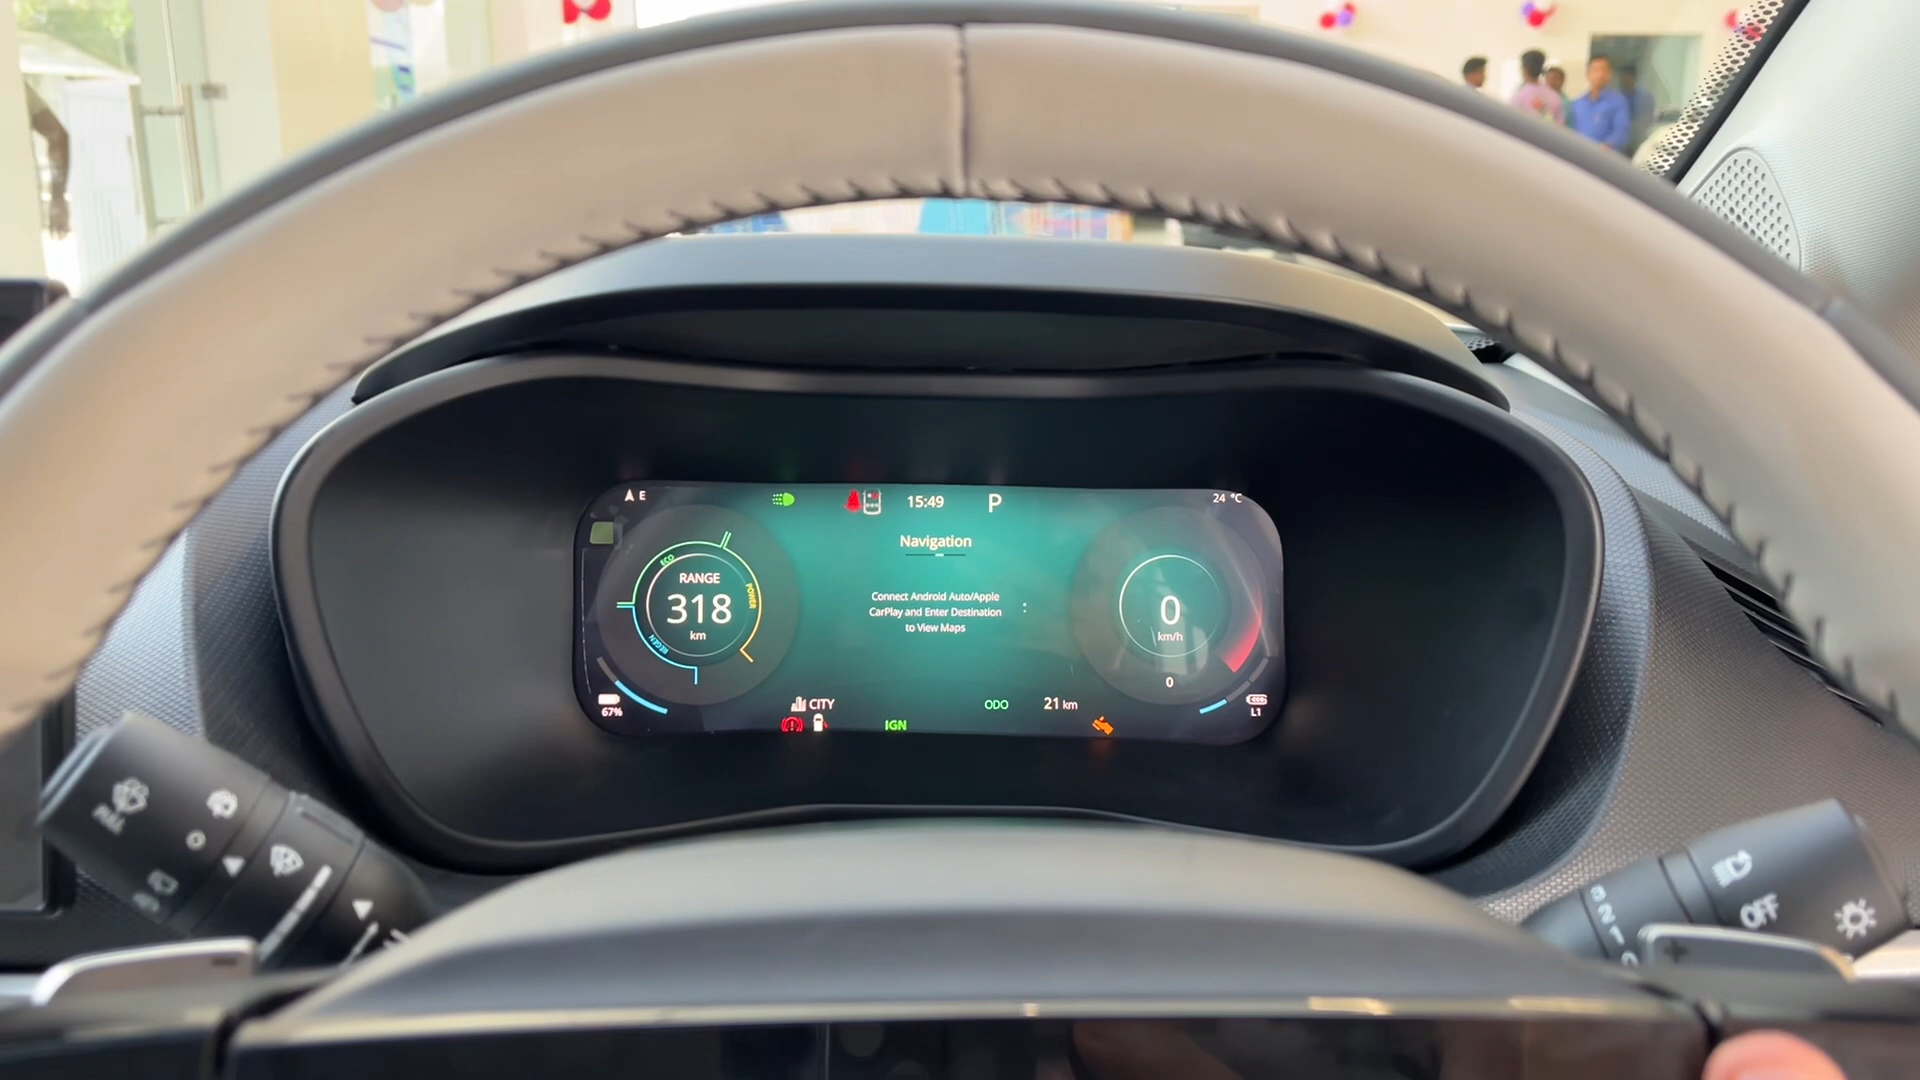 E
15:49
P
24 °C
Navigation
ECO
RANGE
318
km
POWER
REGEN
Connect Android Auto/Apple
CarPlay and Enter Destination
to View Maps
0
km/h
0
67%
CITY
ODO
21 km
L1
IGN
PULL
OFF